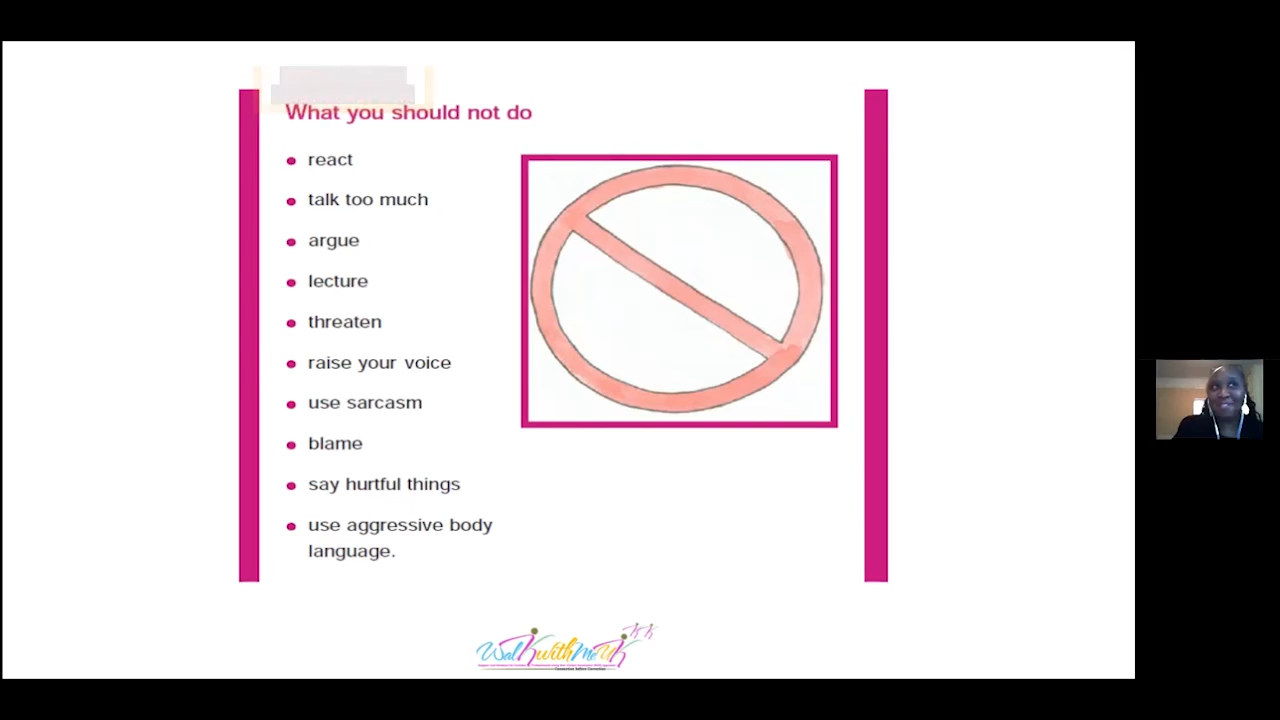 What you should not do
react
talk too much
argue
lecture
threaten
raise your voice
use sarcasm
blame
say hurtful things
use aggressive body
language.
WalKwithMeUK